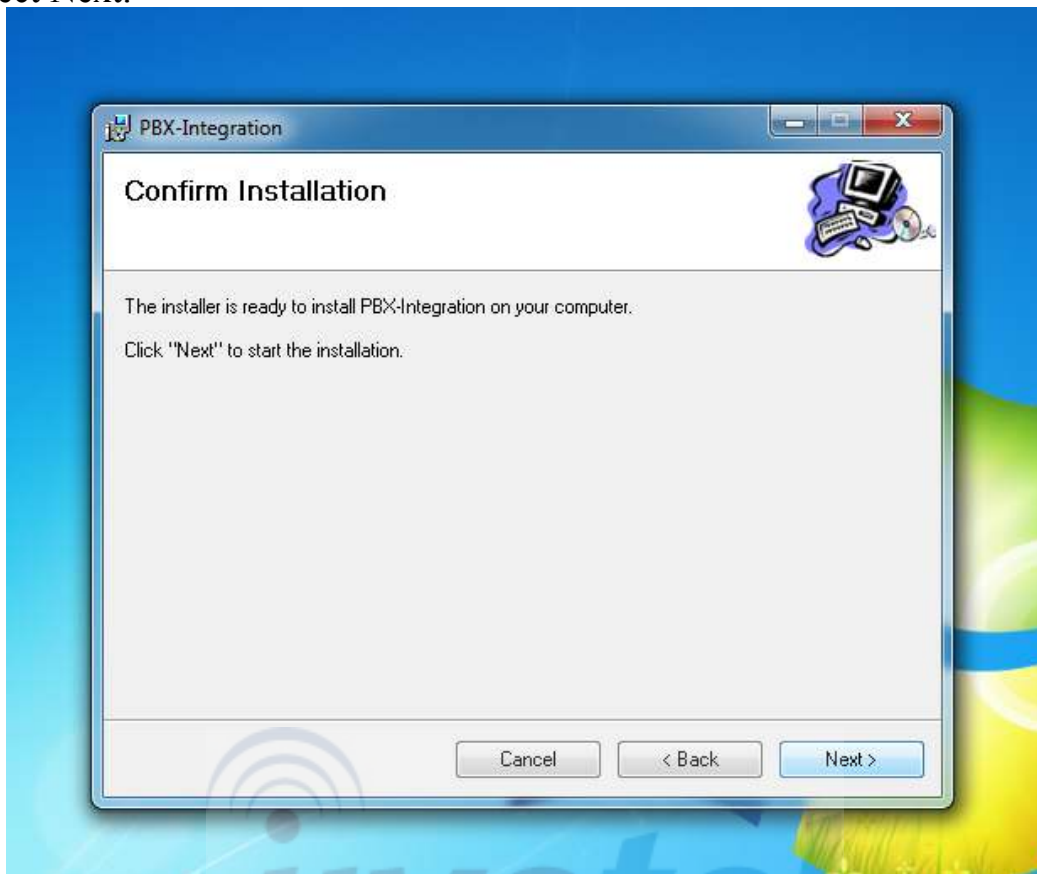 PBX-Integration
Confirm Installation
The installer is ready to install PBX-Integration on your computer.
Click "Next" to start the installation.
Cancel
< Back
Next >